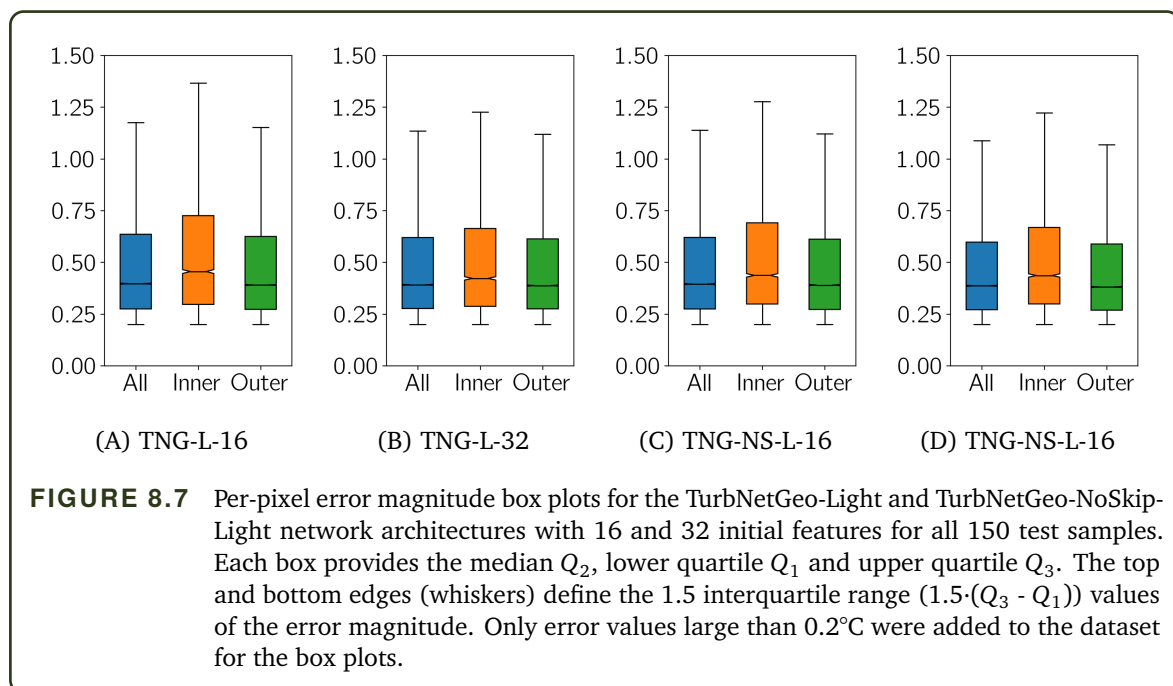 1.50 1.50 1.50 1.50
1.25 1.25 1.25 1.25
1.00 1.00 1.00 1.00
0.75 0.75 0.75 0.75
0.50 0.50 0.50 0.50
0.25 0.25 0.25 0.25
0.00 0.00 0.00 0.00
All Inner Outer All Inner Outer All Inner Outer All Inner Outer
(A) TNG-L-16 (B) TNG-L-32 (C) TNG-NS-L-16 (D) TNG-NS-L-16
FIGURE 8.7 Per-pixel error magnitude box plots for the TurbNetGeo-Light and TurbNetGeo-NoSkip-
Light network architectures with 16 and 32 initial features for all 150 test samples.
Each box provides the median Q₂, lower quartile Q₁ and upper quartile Q₃. The top
and bottom edges (whiskers) define the 1.5 interquartile range (1.5·(Q₃ - Q₁)) values
of the error magnitude. Only error values large than 0.2°C were added to the dataset
for the box plots.